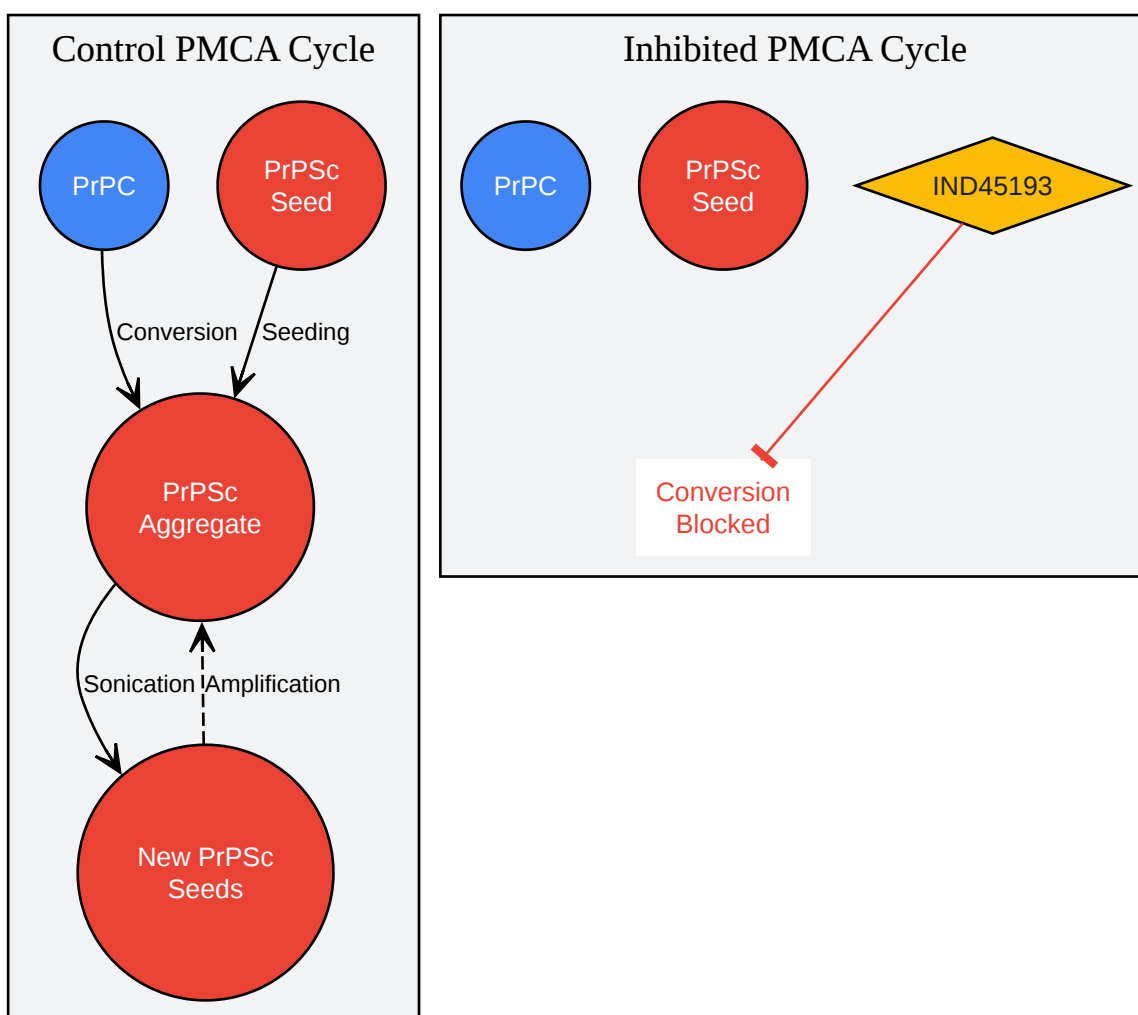 Control PMCA Cycle
PrPC
PrPSc
Seed
Conversion
Seeding
PrPSc
Aggregate
Sonication
Amplification
New PrPSc
Seeds
Inhibited PMCA Cycle
PrPC
PrPSc
Seed
IND45193
Conversion
Blocked